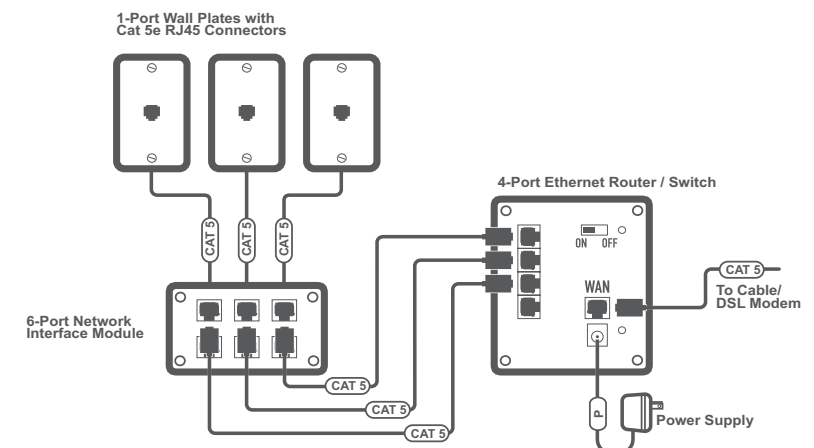 1-Port Wall Plates with
Cat 5e RJ45 Connectors
4-Port Ethernet Router / Switch
CAT 5
CAT 5
CAT 5
ON OFF
WAN
CAT 5
To Cable/
DSL Modem
6-Port Network
Interface Module
CAT 5
CAT 5
CAT 5
P
Power Supply